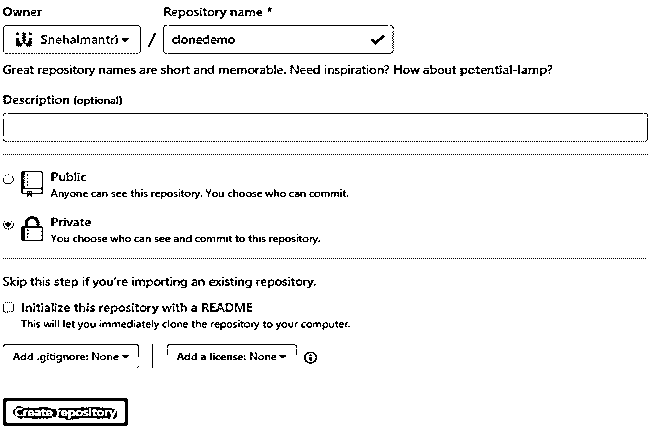 Owner
Repository name *
Snehalmantri
/
clonedemo
Great repository names are short and memorable. Need inspiration? How about potential-lamp?
Description (optional)
Public
Anyone can see this repository. You choose who can commit.
Private
You choose who can see and commit to this repository.
Skip this step if you're importing an existing repository.
Initialize this repository with a README
This will let you immediately clone the repository to your computer.
Add .gitignore: None
Add a license: None
Create repository